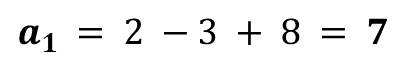 a₁ = 2 − 3 + 8 = 7